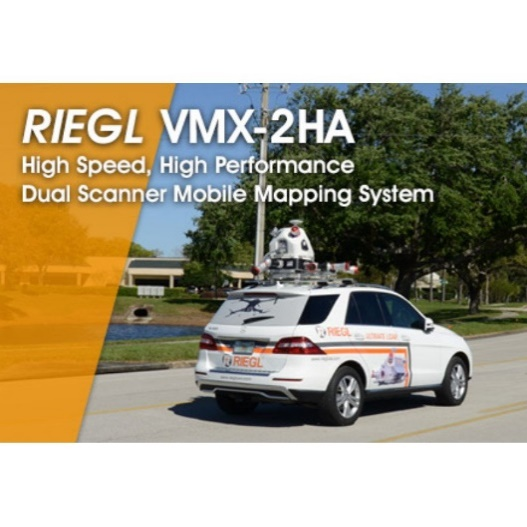 RIEGL VMX-2HA
High Speed, High Performance
Dual Scanner Mobile Mapping System
RIEGL
RIEGL